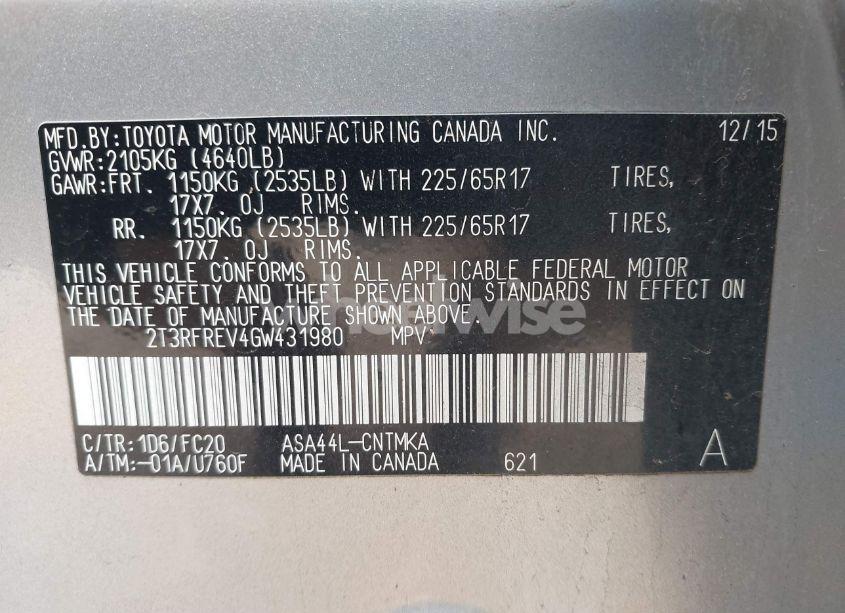 MFD.BY:TOYOTA MOTOR MANUFACTURING CANADA INC. 12/15
GVWR:2105KG (4640LB)
GAWR:FRT. 1150KG (2535LB) WITH 225/65R17 TIRES,
17X7.0J RIMS.
RR. 1150KG (2535LB) WITH 225/65R17 TIRES,
17X7.0J RIMS.
THIS VEHICLE CONFORMS TO ALL APPLICABLE FEDERAL MOTOR
VEHICLE SAFETY AND THEFT PREVENTION STANDARDS IN EFFECT ON
THE DATE OF MANUFACTURE SHOWN ABOVE.
2T3RFREV4GW431980 MPV
C/TR:1D6/FC20 ASA44L-CNTMKA
A/TM:-01A/U760F MADE IN CANADA 621 A